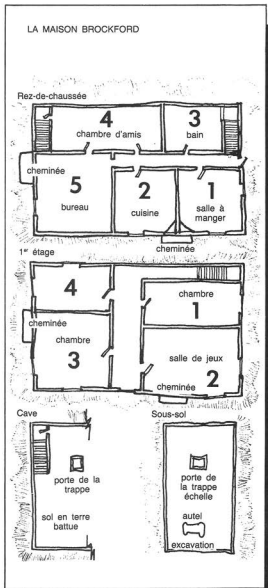 LA MAISON BROCKFORD
Rez-de-chaussée
4
chambre d'amis
3
bain
cheminée
5
bureau
2
cuisine
1
salle à
manger
cheminée
1er étage
4
chambre
1
cheminée
chambre
3
salle de jeux
2
cheminée
Cave
Sous-sol
porte de la
trappe
sol en terre
battue
porte de
la trappe
échelle
autel
excavation